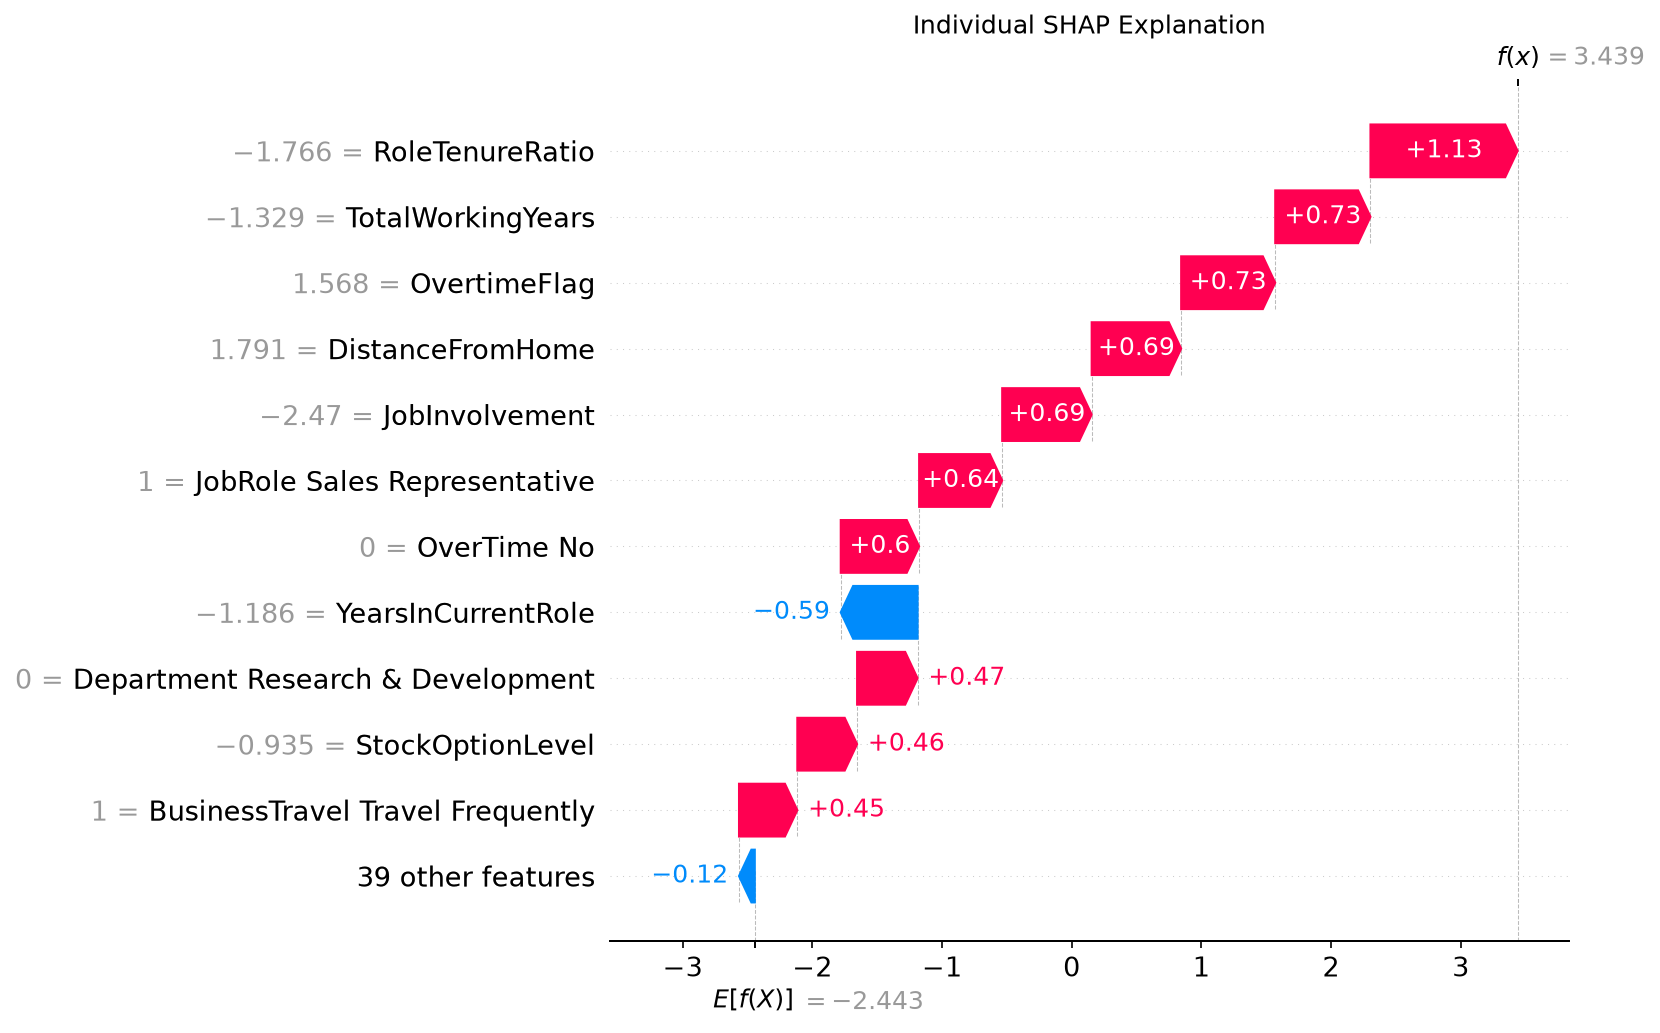 Individual SHAP Explanation
f(x) = 3.439
−1.766 = RoleTenureRatio +1.13
−1.329 = TotalWorkingYears +0.73
1.568 = OvertimeFlag +0.73
1.791 = DistanceFromHome +0.69
−2.47 = JobInvolvement +0.69
1 = JobRole Sales Representative +0.64
0 = OverTime No +0.6
−1.186 = YearsInCurrentRole −0.59
0 = Department Research & Development +0.47
−0.935 = StockOptionLevel +0.46
1 = BusinessTravel Travel Frequently +0.45
39 other features −0.12
−3 −2 −1 0 1 2 3
E[f(X)] = −2.443